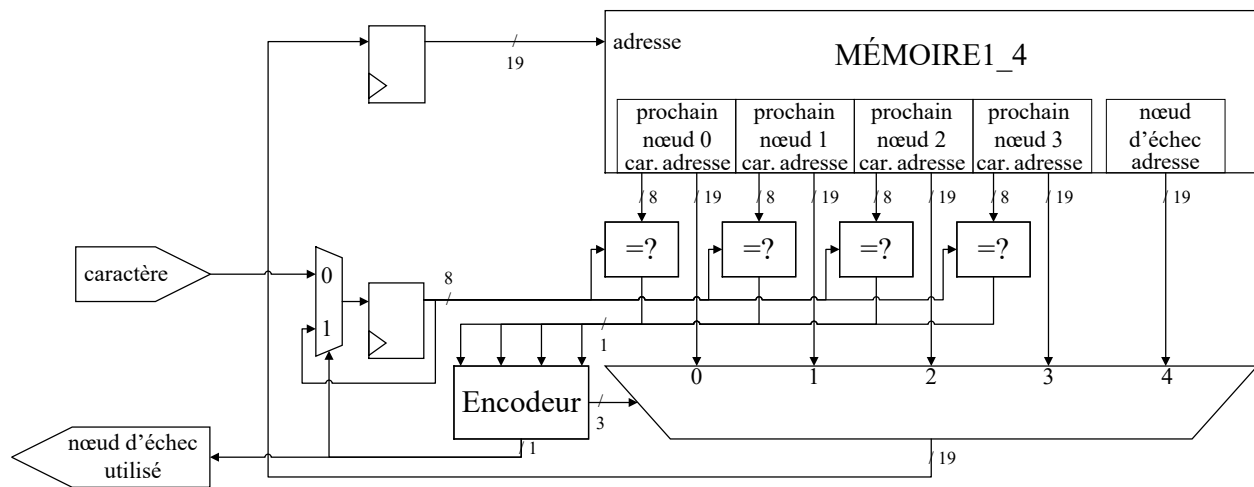 adresse
MÉMOIRE1_4
19
prochain
nœud 0
car. adresse
prochain
nœud 1
car. adresse
prochain
nœud 2
car. adresse
prochain
nœud 3
car. adresse
nœud
d'échec
adresse
8
19
8
19
8
19
8
19
19
=?
=?
=?
=?
caractère
0
1
8
1
0
1
2
3
4
Encodeur
3
1
nœud d'échec
utilisé
19